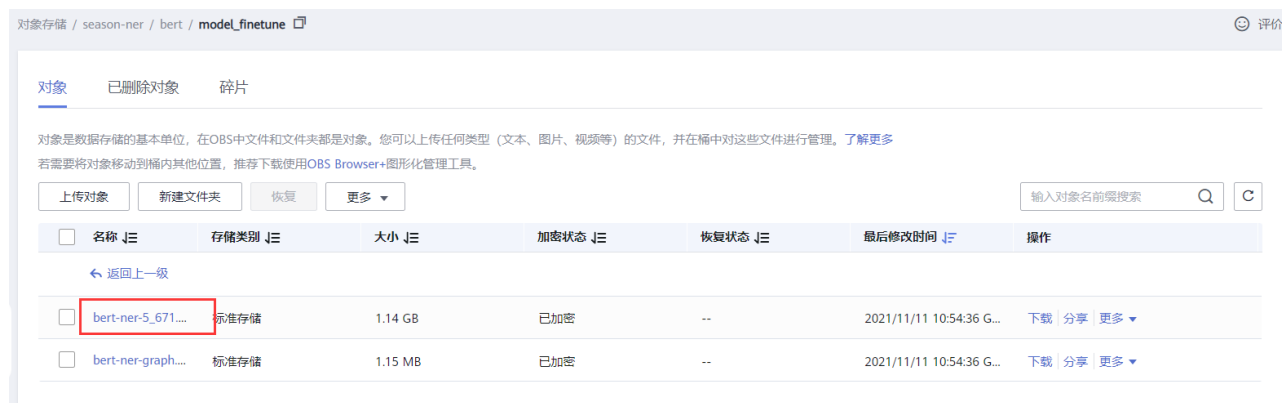 对象存储 / season-ner / bert / model_finetune 评价
对象 已删除对象 碎片
对象是数据存储的基本单位，在OBS中文件和文件夹都是对象。您可以上传任何类型（文本、图片、视频等）的文件，并在桶中对这些文件进行管理。了解更多
若需要将对象移动到桶内其他位置，推荐下载使用OBS Browser+图形化管理工具。
上传对象 新建文件夹 恢复 更多 输入对象名前缀搜索
名称 存储类别 大小 加密状态 恢复状态 最后修改时间 操作
返回上一级
bert-ner-5_671.... 标准存储 1.14 GB 已加密 -- 2021/11/11 10:54:36 G... 下载 分享 更多
bert-ner-graph.... 标准存储 1.15 MB 已加密 -- 2021/11/11 10:54:36 G... 下载 分享 更多